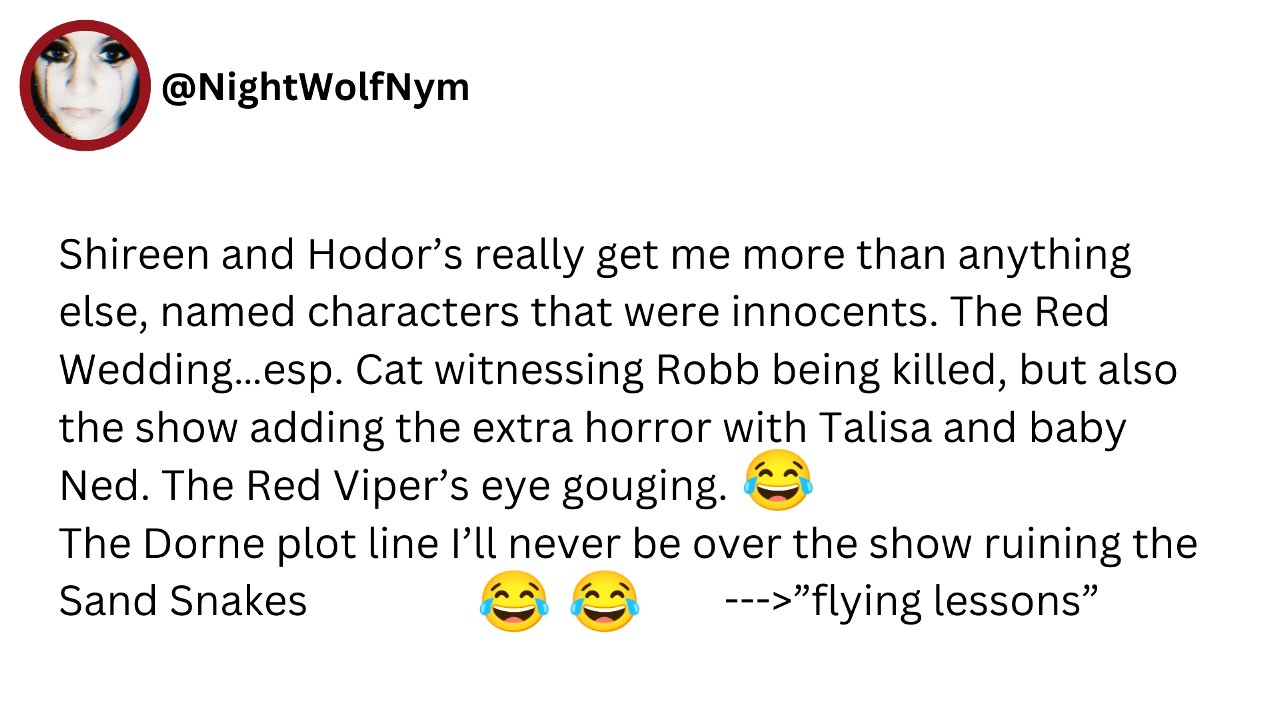 @NightWolfNym
Shireen and Hodor’s really get me more than anything
else, named characters that were innocents. The Red
Wedding...esp. Cat witnessing Robb being killed, but also
the show adding the extra horror with Talisa and baby
Ned. The Red Viper’s eye gouging. 😂
The Dorne plot line I’ll never be over the show ruining the
Sand Snakes 😂 😂 --->”flying lessons”